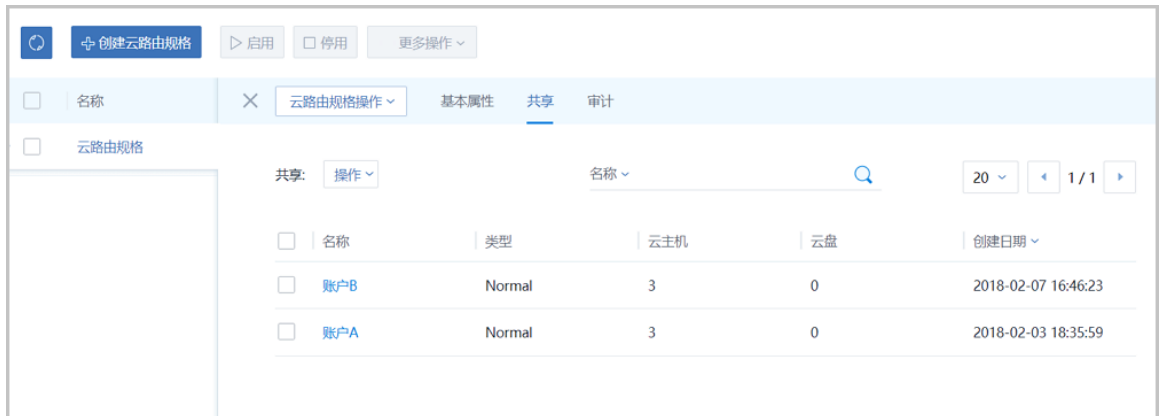 创建云路由规格 启用 停用 更多操作
名称 云路由规格操作 基本属性 共享 审计
云路由规格
共享: 操作 名称 20 1 / 1
名称 类型 云主机 云盘 创建日期
账户B Normal 3 0 2018-02-07 16:46:23
账户A Normal 3 0 2018-02-03 18:35:59